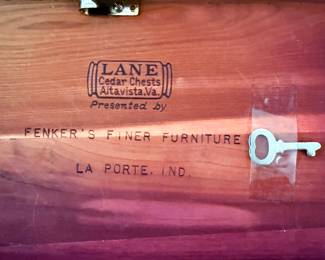 LANE
Cedar Chests
Altavista.Va.
Presented by
FENKER'S FINER FURNITURE
LA PORTE, IND.